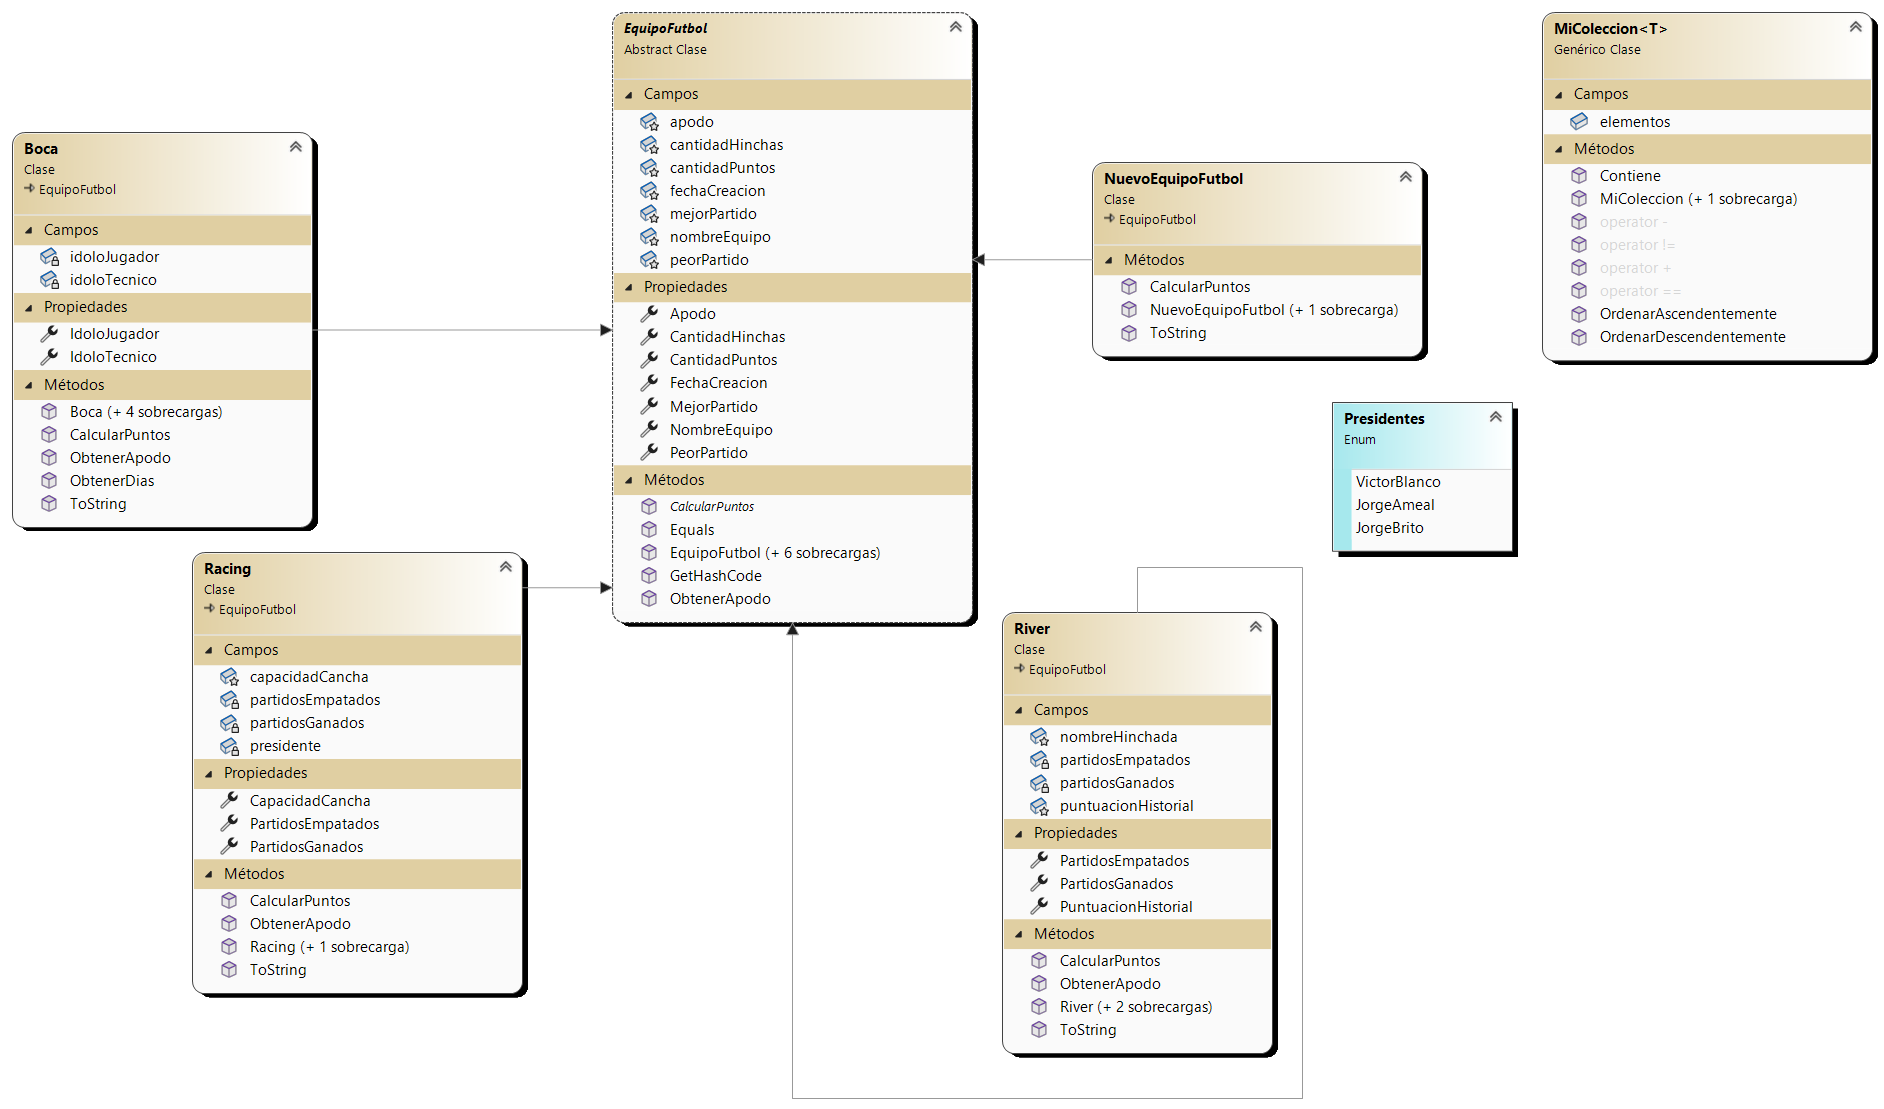 Boca
Clase
EquipoFutbol
Campos
idoloJugador
idoloTecnico
Propiedades
IdoloJugador
IdoloTecnico
Métodos
Boca (+ 4 sobrecargas)
CalcularPuntos
ObtenerApodo
ObtenerDias
ToString
Racing
Clase
EquipoFutbol
Campos
capacidadCancha
partidosEmpatados
partidosGanados
presidente
Propiedades
CapacidadCancha
PartidosEmpatados
PartidosGanados
Métodos
CalcularPuntos
ObtenerApodo
Racing (+ 1 sobrecarga)
ToString
EquipoFutbol
Abstract Clase
Campos
apodo
cantidadHinchas
cantidadPuntos
fechaCreacion
mejorPartido
nombreEquipo
peorPartido
Propiedades
Apodo
CantidadHinchas
CantidadPuntos
FechaCreacion
MejorPartido
NombreEquipo
PeorPartido
Métodos
CalcularPuntos
Equals
EquipoFutbol (+ 6 sobrecargas)
GetHashCode
ObtenerApodo
NuevoEquipoFutbol
Clase
EquipoFutbol
Métodos
CalcularPuntos
NuevoEquipoFutbol (+ 1 sobrecarga)
ToString
River
Clase
EquipoFutbol
Campos
nombreHinchada
partidosEmpatados
partidosGanados
puntuacionHistorial
Propiedades
PartidosEmpatados
PartidosGanados
PuntuacionHistorial
Métodos
CalcularPuntos
ObtenerApodo
River (+ 2 sobrecargas)
ToString
Presidentes
Enum
VictorBlanco
JorgeAmeal
JorgeBrito
MiColeccion<T>
Genérico Clase
Campos
elementos
Métodos
Contiene
MiColeccion (+ 1 sobrecarga)
operator -
operator !=
operator +
operator ==
OrdenarAscendentemente
OrdenarDescendentemente